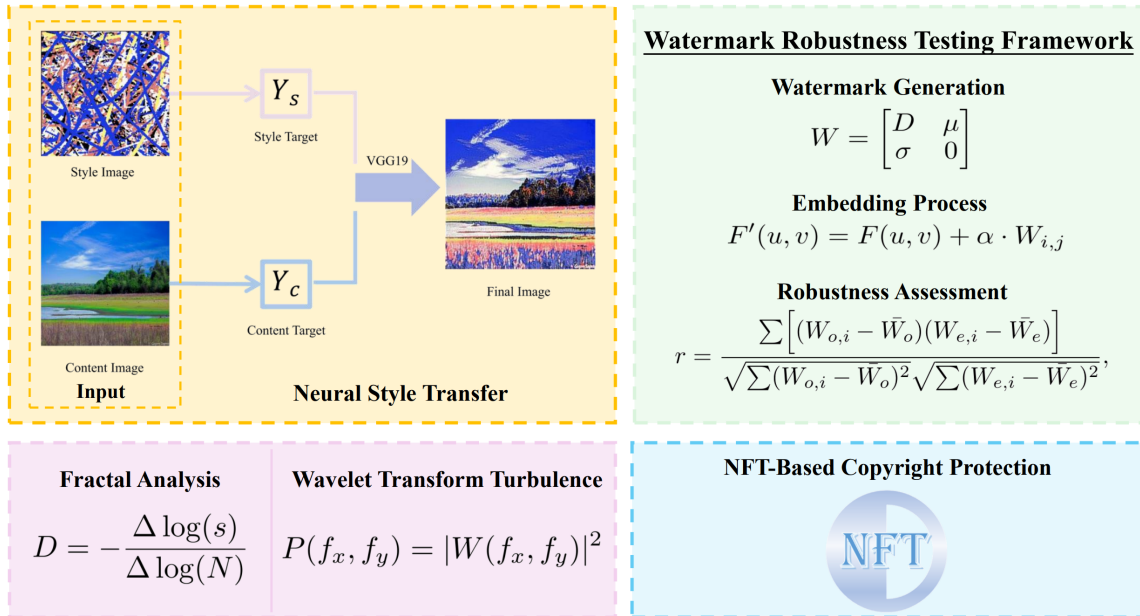 Style Image
Y_s
Style Target
VGG19
Content Image
Y_c
Content Target
Final Image
Input
Neural Style Transfer
Watermark Robustness Testing Framework
Watermark Generation
W = [D μ
σ 0]
Embedding Process
F′(u, v) = F(u, v) + α · W_{i,j}
Robustness Assessment
r = ∑[(W_{o,i} − W̄_o)(W_{e,i} − W̄_e)] / √∑(W_{o,i} − W̄_o)² √∑(W_{e,i} − W̄_e)² ,
Fractal Analysis
D = − Δ log(s) / Δ log(N)
Wavelet Transform Turbulence
P(f_x, f_y) = |W(f_x, f_y)|²
NFT-Based Copyright Protection
NFT